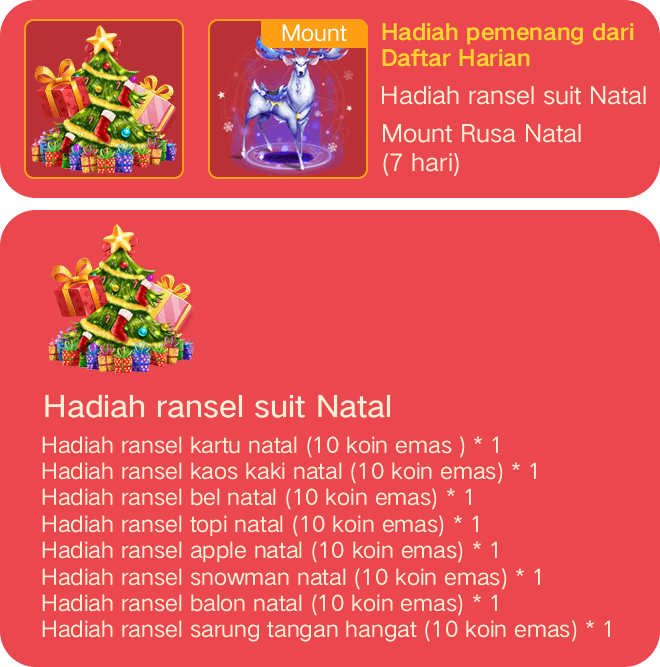 Mount
Hadiah pemenang dari
Daftar Harian
Hadiah ransel suit Natal
Mount Rusa Natal
(7 hari)
Hadiah ransel suit Natal
Hadiah ransel kartu natal (10 koin emas ) * 1
Hadiah ransel kaos kaki natal (10 koin emas) * 1
Hadiah ransel bel natal (10 koin emas) * 1
Hadiah ransel topi natal (10 koin emas) * 1
Hadiah ransel apple natal (10 koin emas) * 1
Hadiah ransel snowman natal (10 koin emas) * 1
Hadiah ransel balon natal (10 koin emas) * 1
Hadiah ransel sarung tangan hangat (10 koin emas) * 1